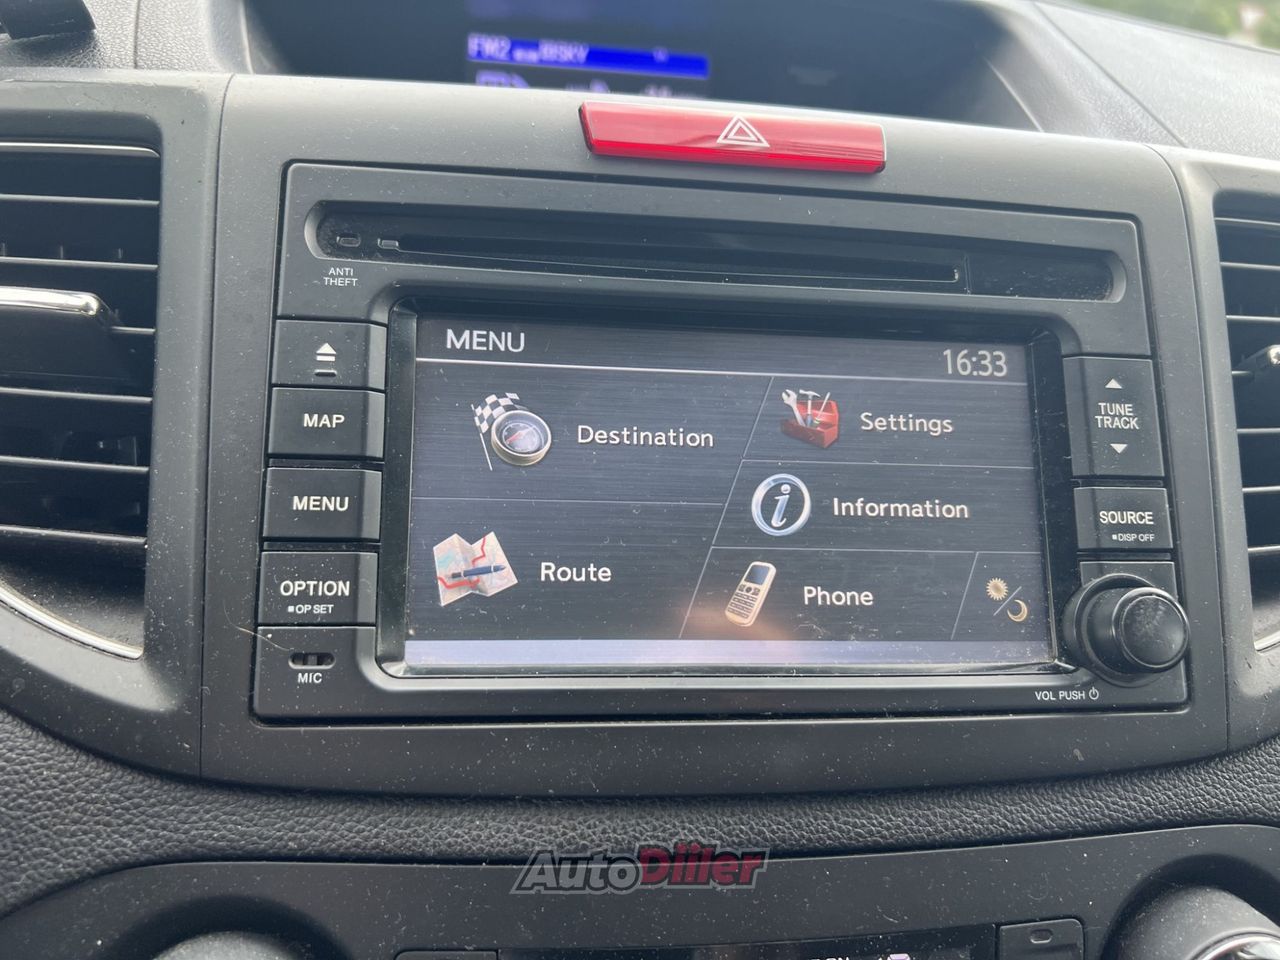 FM2
MENU
16:33
ANTI
THEFT
MAP
MENU
OPTION
OP SET
MIC
Destination
Settings
Information
Route
Phone
TUNE
TRACK
SOURCE
DISP OFF
VOL PUSH
AutoDiiler